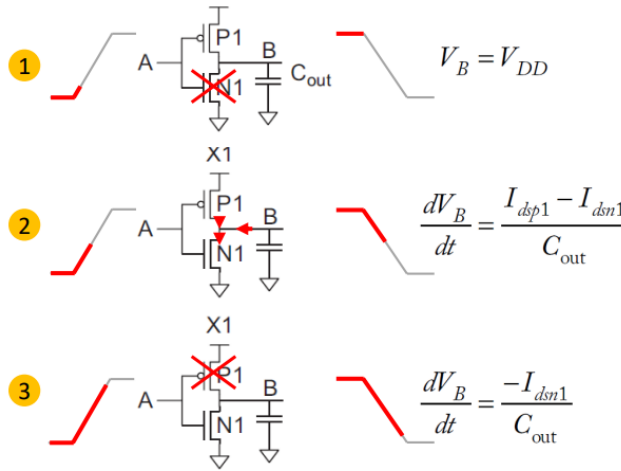 1
A
P1
N1
B
C_out
V_B = V_DD
X1
2
A
P1
N1
B
dV_B/dt = (I_dsp1 − I_dsn1)/C_out
X1
3
A
P1
N1
B
dV_B/dt = −I_dsn1/C_out